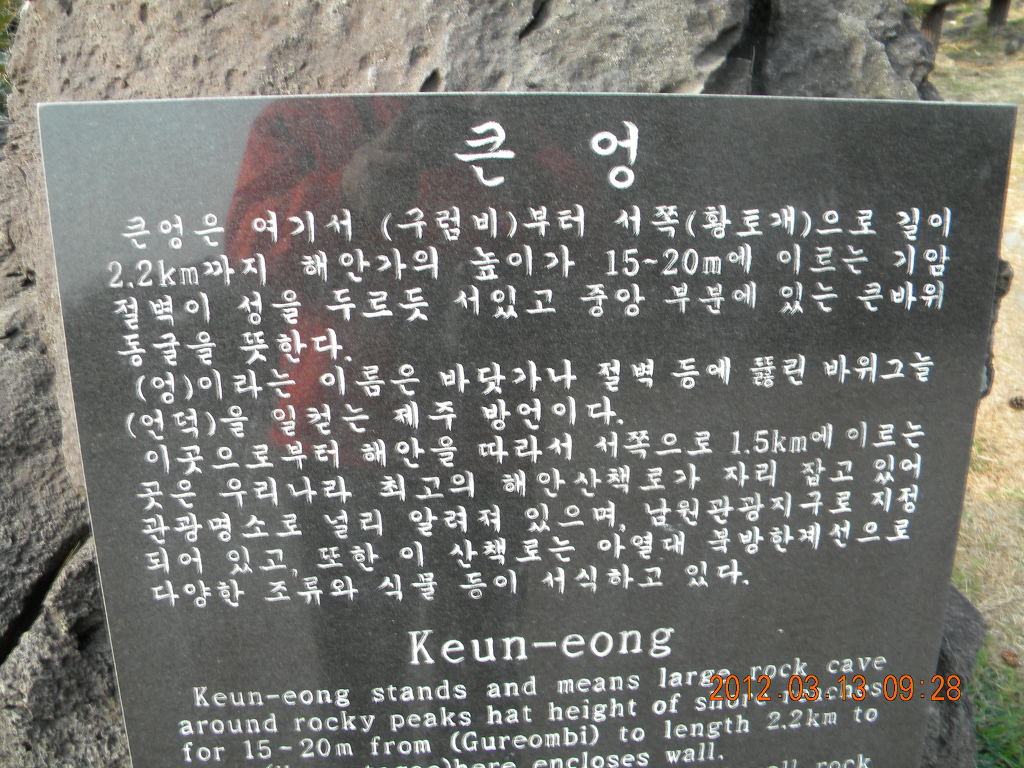 큰 엉
큰엉은 여기서 (구럼비)부터 서쪽(황토개)으로 길이
2.2km까지 해안가의 높이가 15~20m에 이르는 기암
절벽이 성을 두르듯 서있고 중앙 부분에 있는 큰바위
동굴을 뜻한다.
(엉)이라는 이름은 바닷가나 절벽 등에 뚫린 바위그늘
(언덕)을 일컫는 제주 방언이다.
이곳으로부터 해안을 따라서 서쪽으로 1.5km에 이르는
곳은 우리나라 최고의 해안산책로가 자리 잡고 있어
관광명소로 널리 알려져 있으며, 남원관광지구로 지정
되어 있고, 또한 이 산책로는 아열대 북방한계선으로
다양한 조류와 식물 등이 서식하고 있다.
Keun-eong
Keun-eong stands and means large rock cave
around rocky peaks hat height of shore reaches
for 15~20m from (Gureombi) to length 2.2km to
here encloses wall.
rock
2012.03.13 09:28